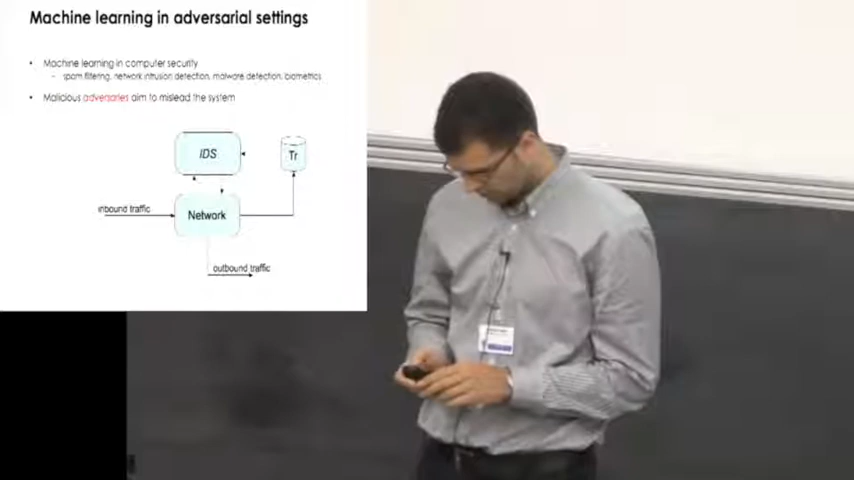 Machine learning in adversarial settings
• Machine learning in computer security
– spam filtering, network intrusion detection, malware detection, biometrics
• Malicious adversaries aim to mislead the system
IDS
Tr
inbound traffic
Network
outbound traffic